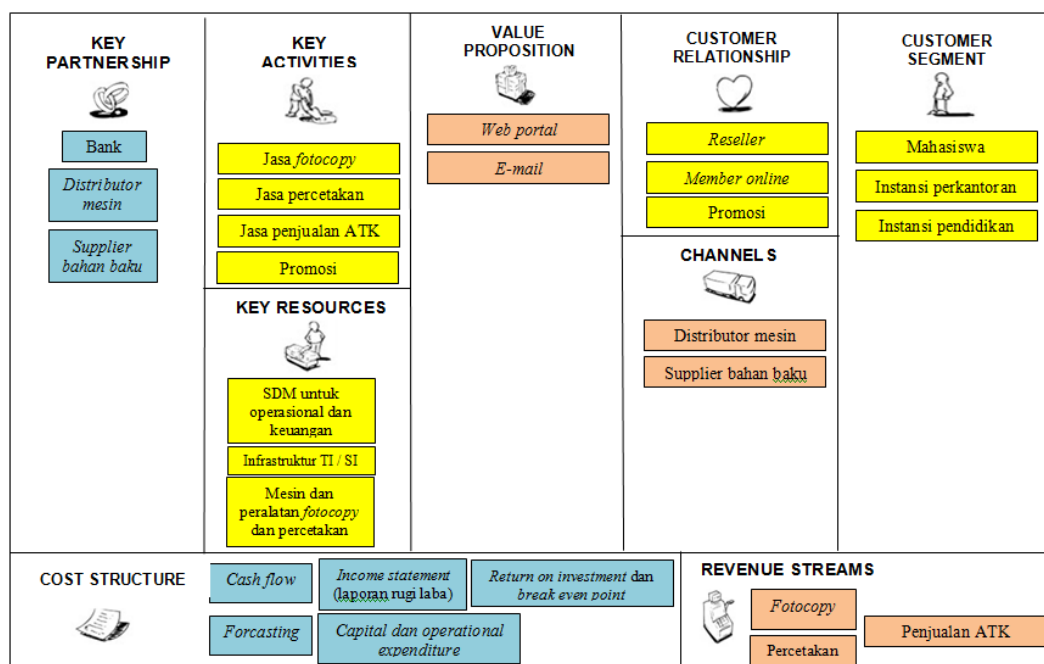 KEY
PARTNERSHIP
Bank
Distributor
mesin
Supplier
bahan baku
KEY
ACTIVITIES
Jasa fotocopy
Jasa percetakan
Jasa penjualan ATK
Promosi
KEY RESOURCES
SDM untuk
operasional dan
keuangan
Infrastruktur TI / SI
Mesin dan
peralatan fotocopy
dan percetakan
VALUE
PROPOSITION
Web portal
E-mail
CUSTOMER
RELATIONSHIP
Reseller
Member online
Promosi
CHANNELS
Distributor mesin
Supplier bahan baku
CUSTOMER
SEGMENT
Mahasiswa
Instansi perkantoran
Instansi pendidikan
COST STRUCTURE
Cash flow
Income statement
(laporan rugi laba)
Return on investment dan
break even point
Forcasting
Capital dan operational
expenditure
REVENUE STREAMS
Fotocopy
Percetakan
Penjualan ATK